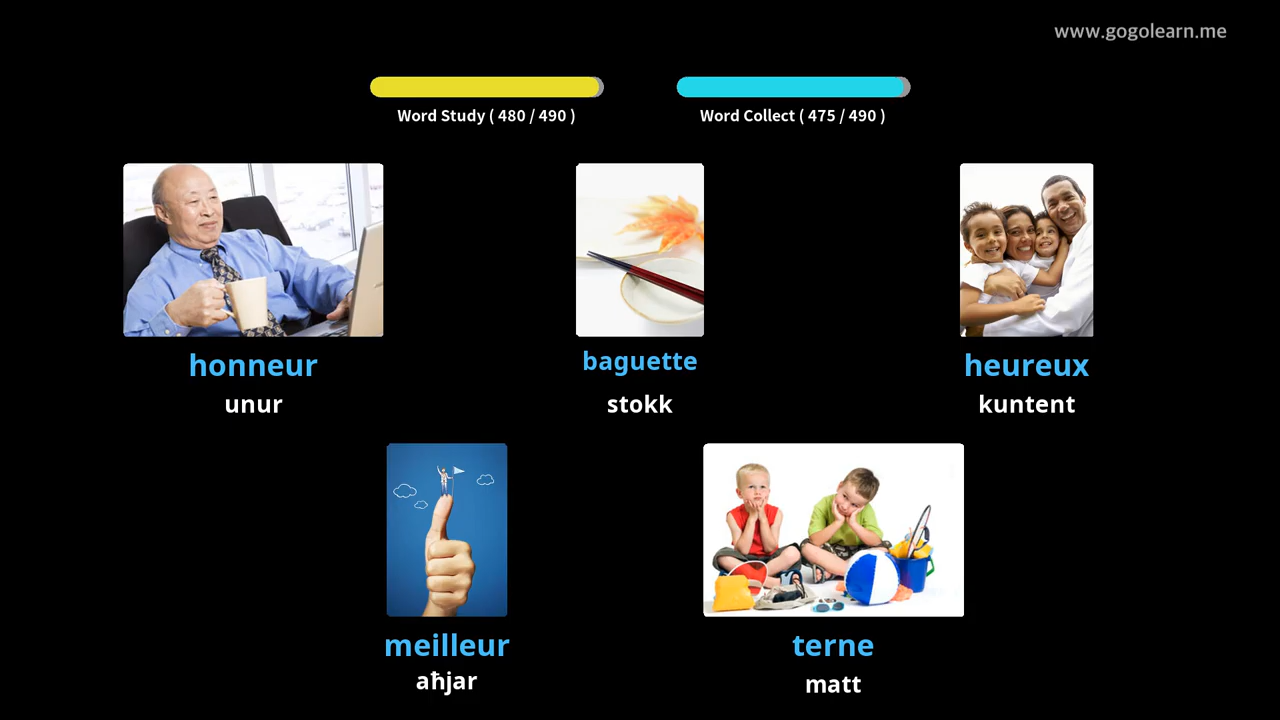 www.gogolearn.me
Word Study ( 480 / 490 )
Word Collect ( 475 / 490 )
honneur
unur
baguette
stokk
heureux
kuntent
meilleur
aħjar
terne
matt